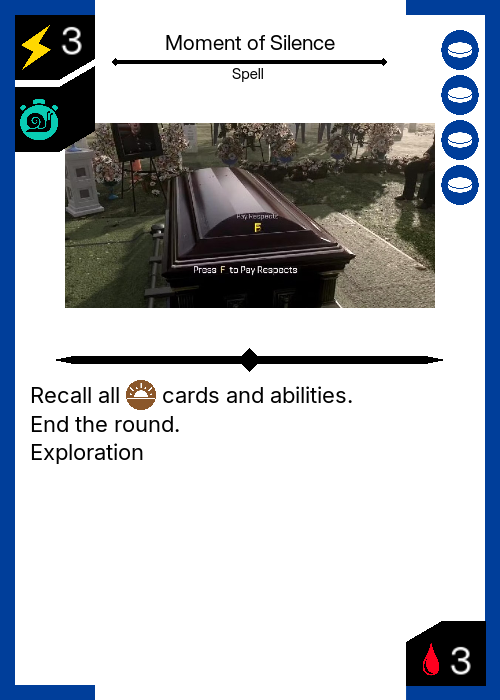 3
Moment of Silence
Spell
Pay Respects
F
Press F to Pay Respects
Recall all cards and abilities.
End the round.
Exploration
3